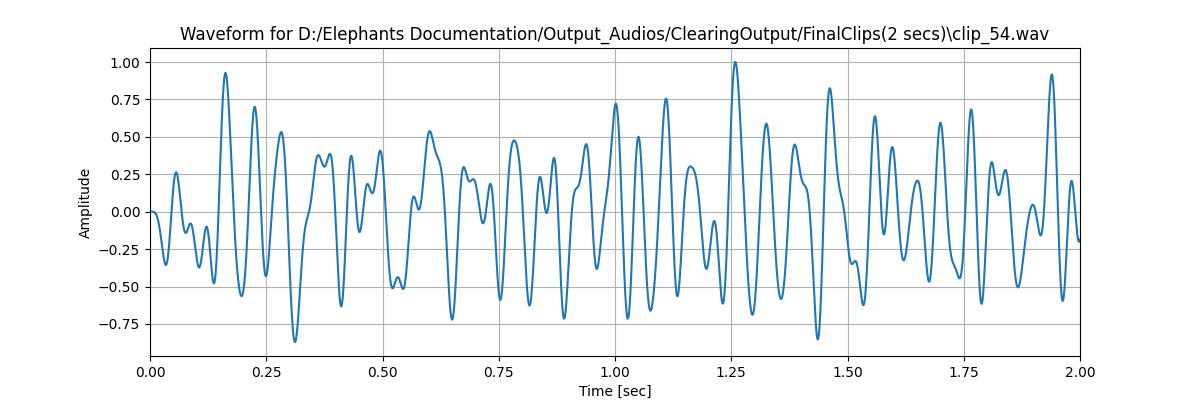 Waveform for D:/Elephants Documentation/Output_Audios/ClearingOutput/FinalClips(2 secs)\clip_54.wav
1.00
0.75
0.50
0.25
0.00
−0.25
−0.50
−0.75
Amplitude
0.00 0.25 0.50 0.75 1.00 1.25 1.50 1.75 2.00
Time [sec]